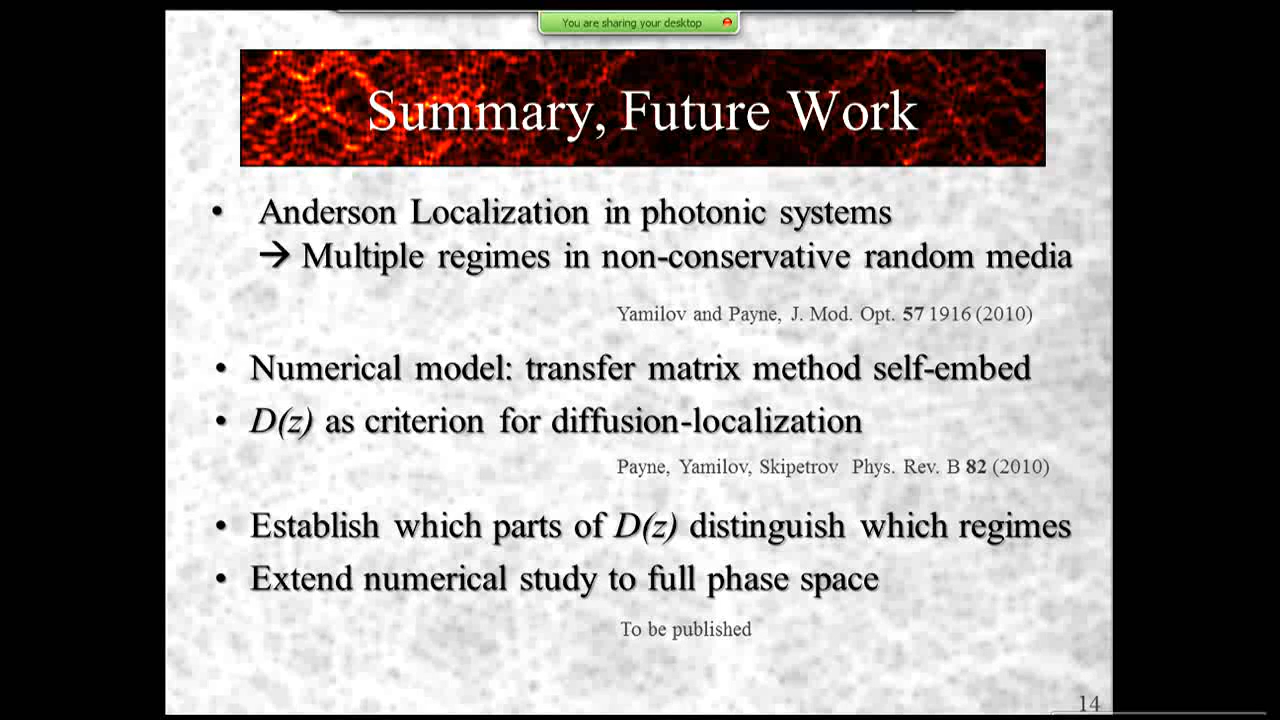 You are sharing your desktop
Summary, Future Work
• Anderson Localization in photonic systems
→ Multiple regimes in non-conservative random media
Yamilov and Payne, J. Mod. Opt. 57 1916 (2010)
• Numerical model: transfer matrix method self-embed
• D(z) as criterion for diffusion-localization
Payne, Yamilov, Skipetrov Phys. Rev. B 82 (2010)
• Establish which parts of D(z) distinguish which regimes
• Extend numerical study to full phase space
To be published
14